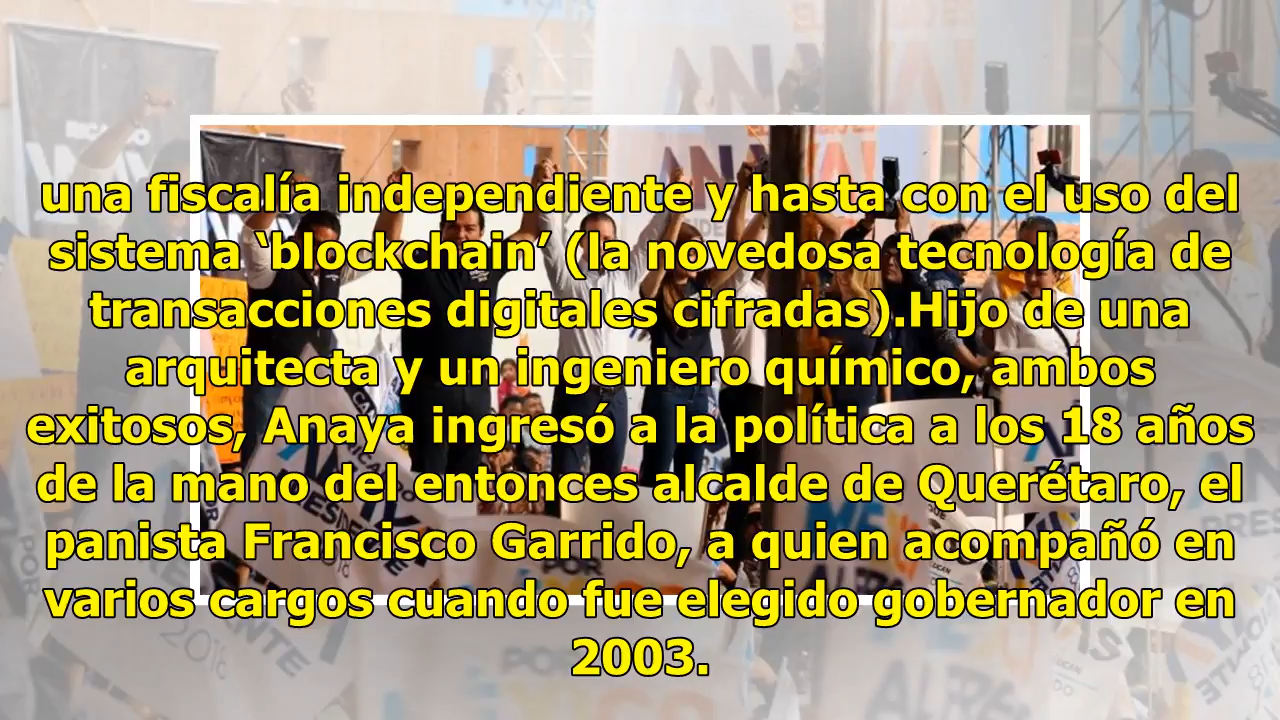 una fiscalía independiente y hasta con el uso del
sistema ‘blockchain’ (la novedosa tecnología de
transacciones digitales cifradas).Hijo de una
arquitecta y un ingeniero químico, ambos
exitosos, Anaya ingresó a la política a los 18 años
de la mano del entonces alcalde de Querétaro, el
panista Francisco Garrido, a quien acompañó en
varios cargos cuando fue elegido gobernador en
2003.